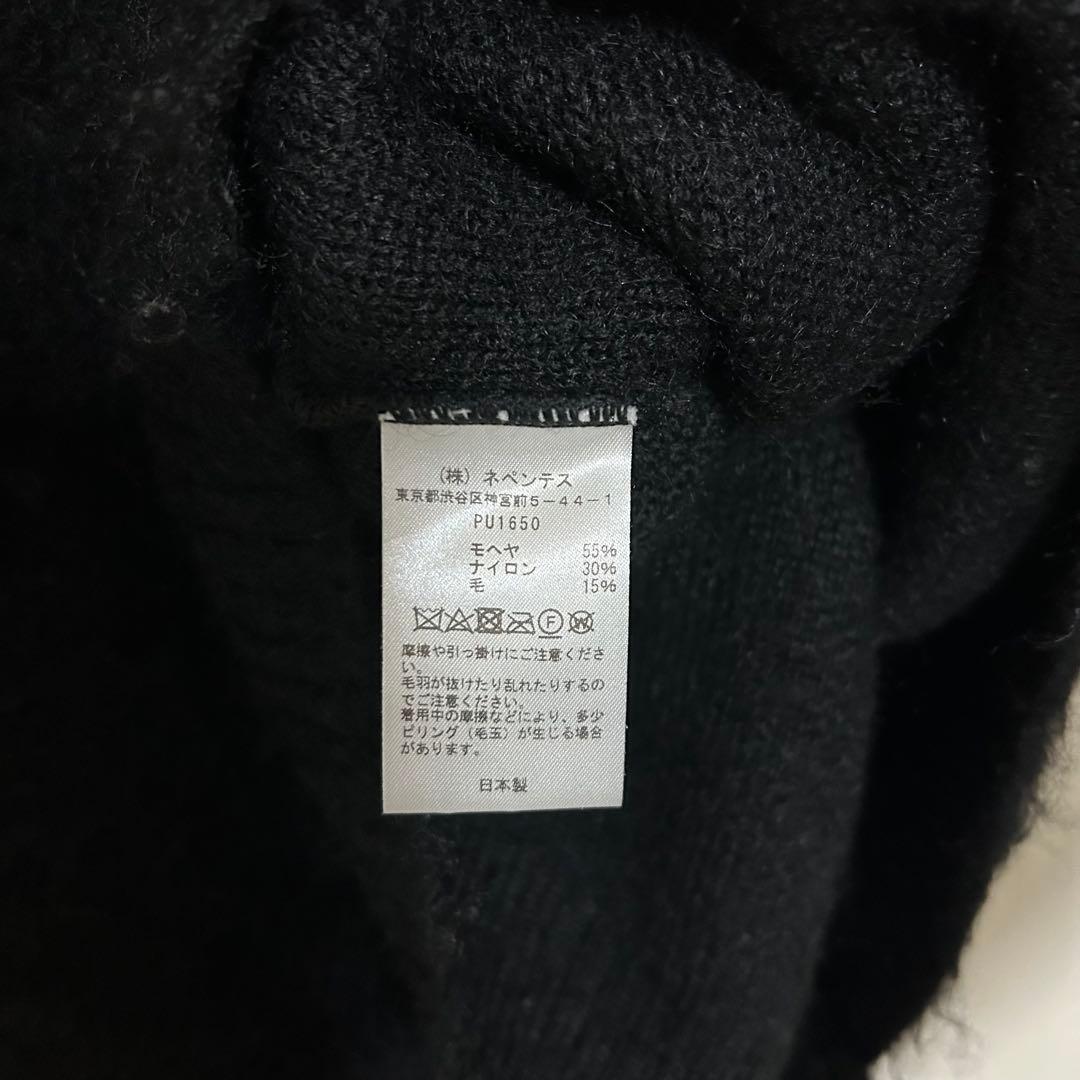 (株) ネペンテス
東京都渋谷区神宮前5-44-1
PU1650
モヘヤ 55%
ナイロン 30%
毛 15%
F W
摩擦や引っ掛けにご注意くださ
い。
毛羽が抜けたり乱れたりするの
でご注意ください。
着用中の摩擦などにより、多少
ピリング(毛玉)が生じる場合
があります。
日本製